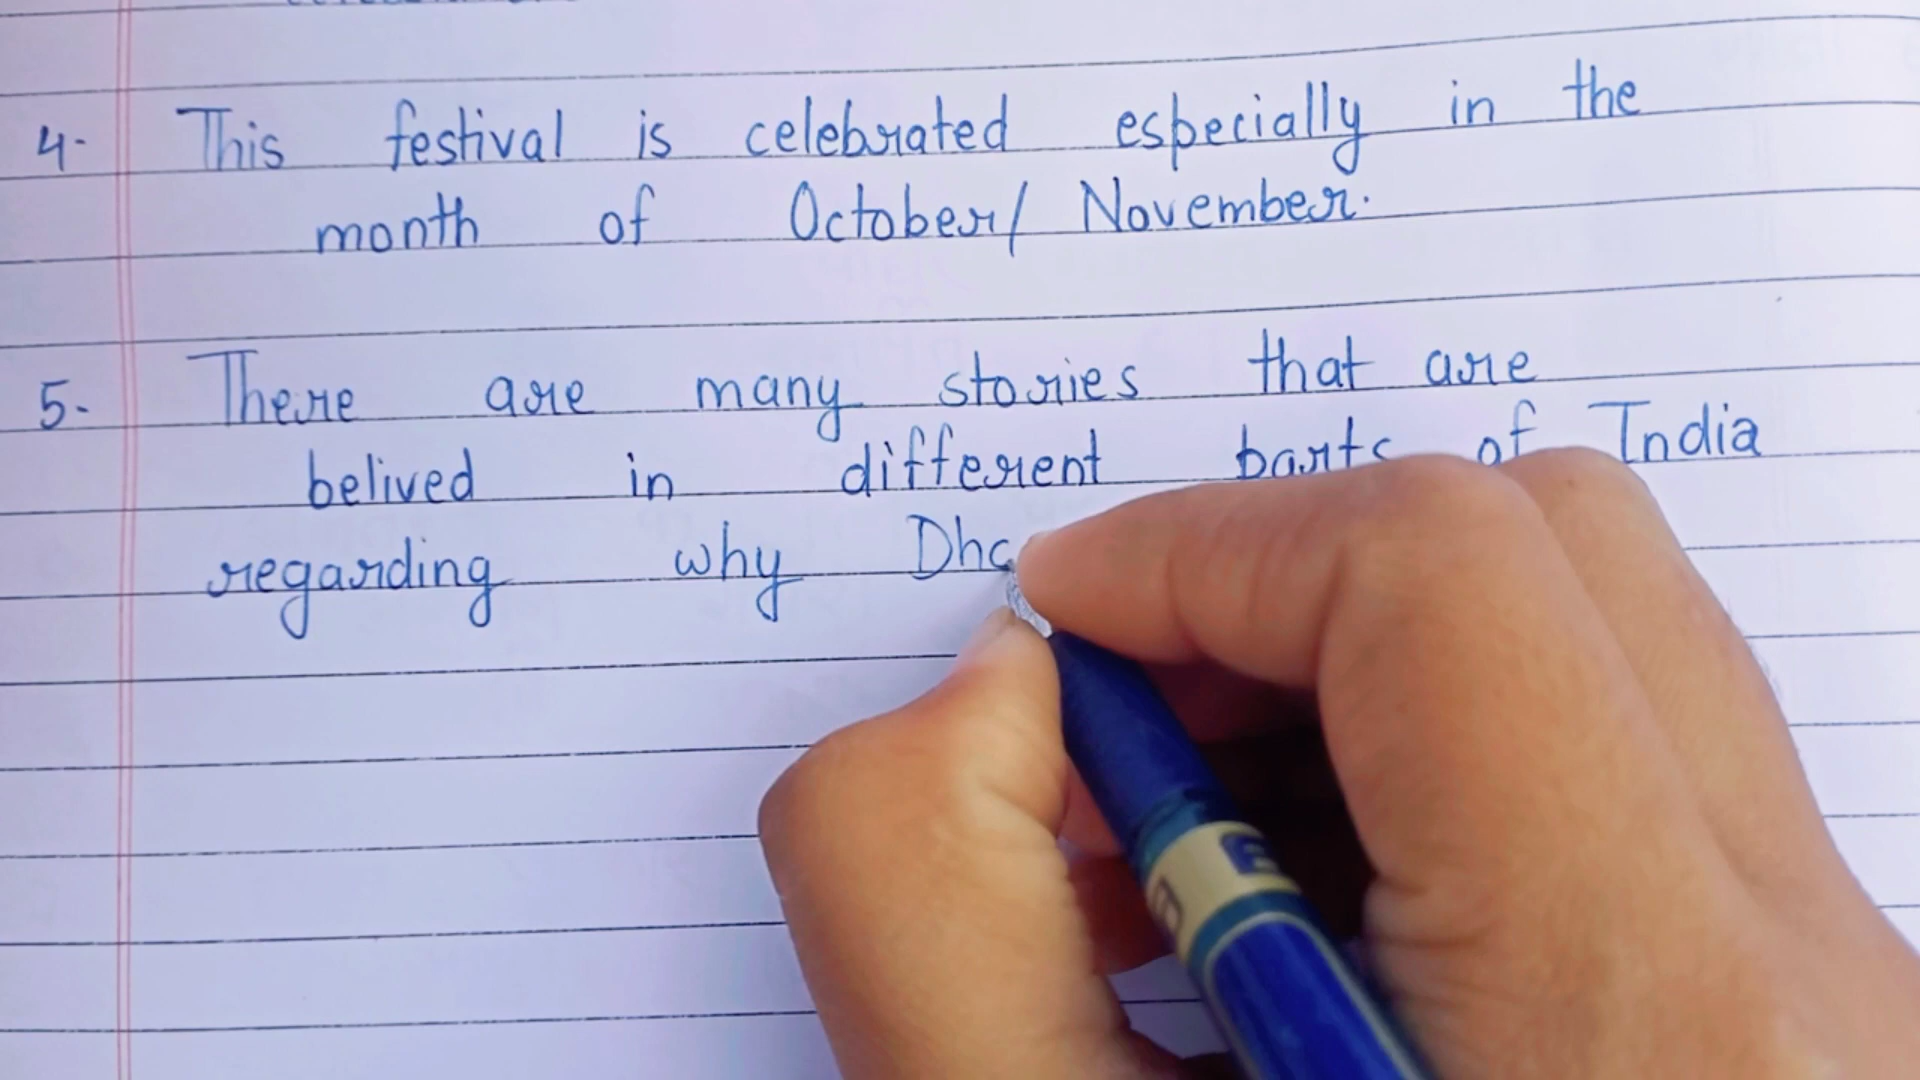 4- This festival is celebrated especially in the
month of October/ November.
5- There are many stories that are
belived in different parts of India
regarding why